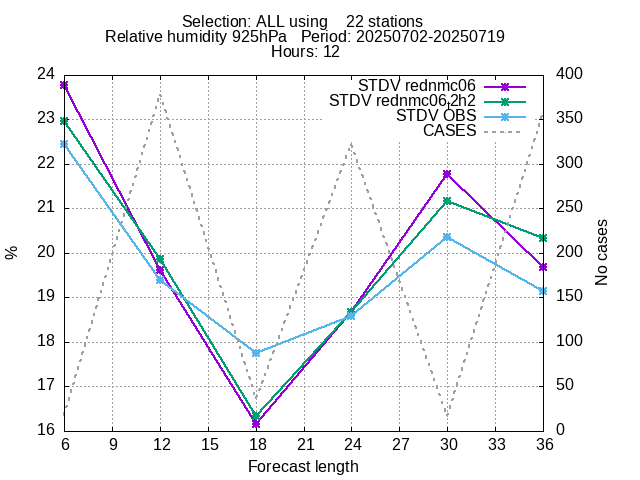 Selection: ALL using    22 stations
Relative humidity 925hPa   Period: 20250702-20250719
Hours: 12
STDV rednmc06
STDV rednmc06,2h2
STDV OBS
CASES
24
23
22
21
20
19
18
17
16
%
400
350
300
250
200
150
100
50
0
No cases
6 9 12 15 18 21 24 27 30 33 36
Forecast length